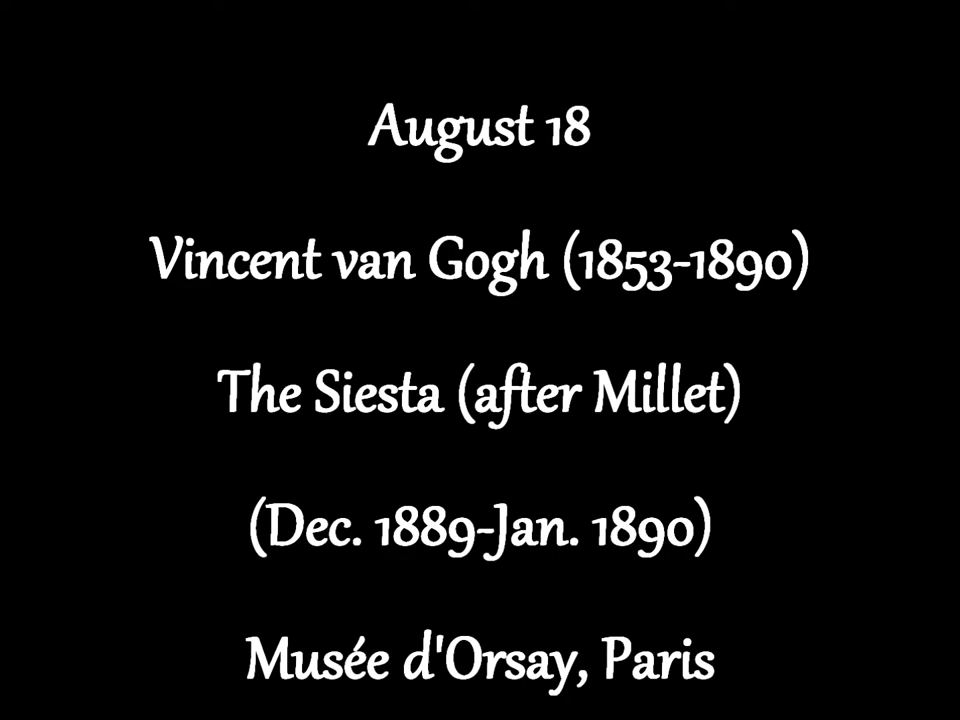 August 18
Vincent van Gogh (1853-1890)
The Siesta (after Millet)
(Dec. 1889-Jan. 1890)
Musée d'Orsay, Paris